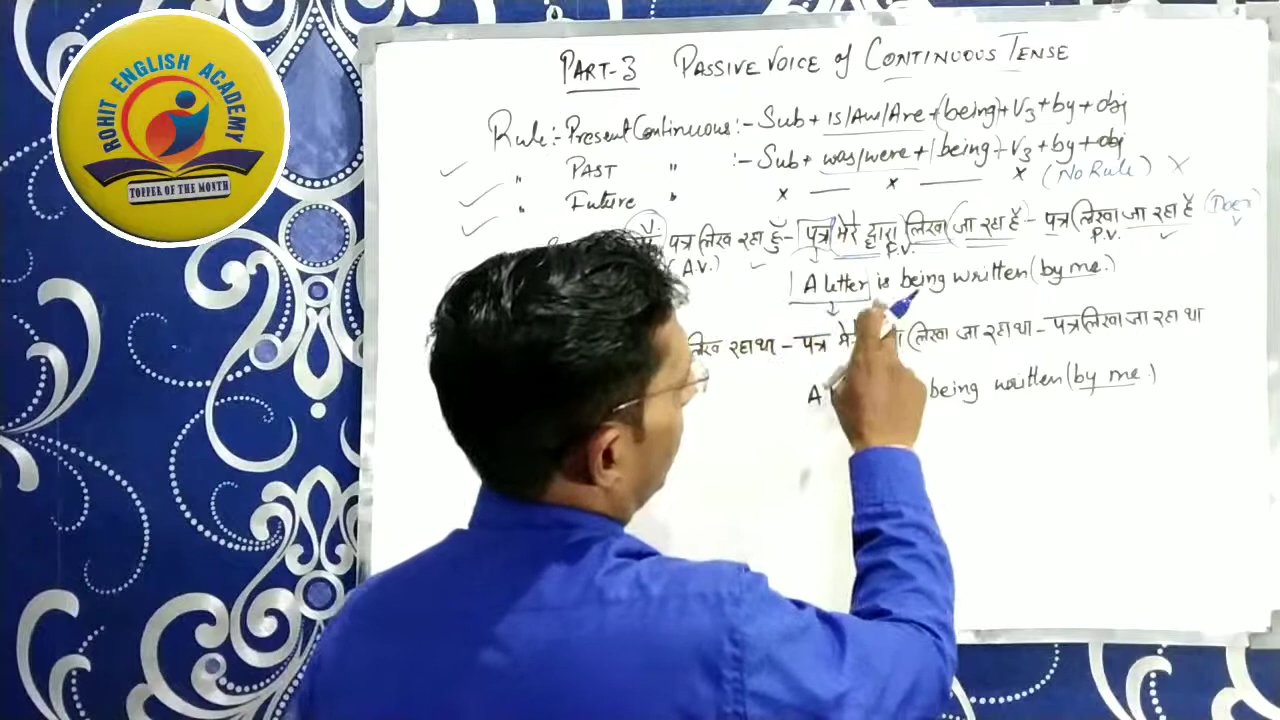 ROHIT ENGLISH ACADEMY
TOPPER OF THE MONTH
PART-3 PASSIVE VOICE of CONTINUOUS TENSE
Rule:- Present Continuous:- Sub + is/Am/Are + (being) + V3 + by + obj
" PAST " :- Sub + was/were + (being) + V3 + by + obj
" Future " × — × — × (No Rule) ×
मैं पत्र लिख रहा हूँ - पत्र मेरे द्वारा लिखा जा रहा है - पत्र लिखा जा रहा है (Doer)
(A.V.) P.V. P.V.
A letter is being written (by me.)
लिख रहा था - पत्र लिखा जा रहा था - पत्र लिखा जा रहा था
A being written (by me.)